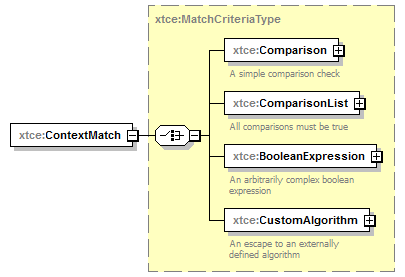 xtce:MatchCriteriaType
xtce:Comparison
A simple comparison check
xtce:ComparisonList
All comparisons must be true
xtce:ContextMatch
xtce:BooleanExpression
An arbitrarily complex boolean
expression
xtce:CustomAlgorithm
An escape to an externally
defined algorithm